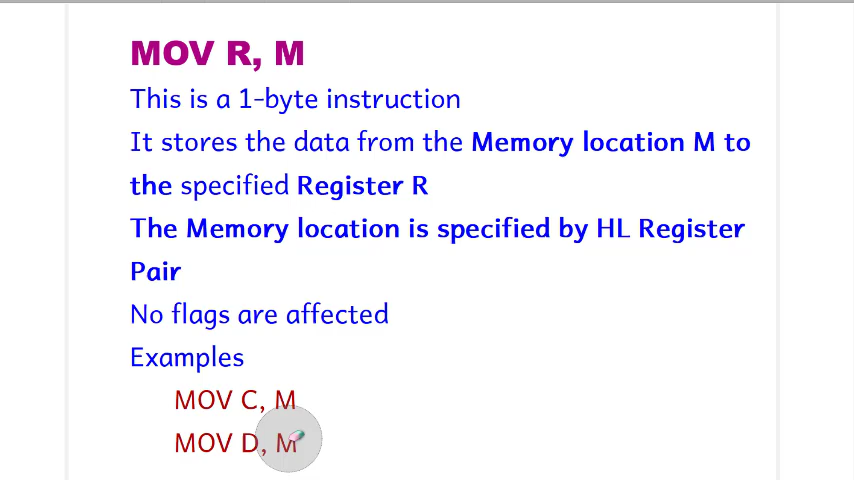 MOV R, M
This is a 1-byte instruction
It stores the data from the Memory location M to
the specified Register R
The Memory location is specified by HL Register
Pair
No flags are affected
Examples
MOV C, M
MOV D, M